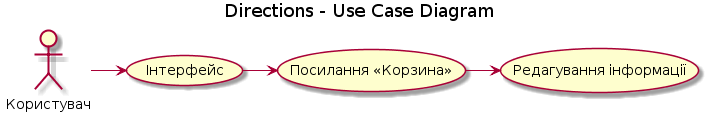 Directions - Use Case Diagram
Інтерфейс
Посилання «Корзина»
Редагування інформації
Користувач